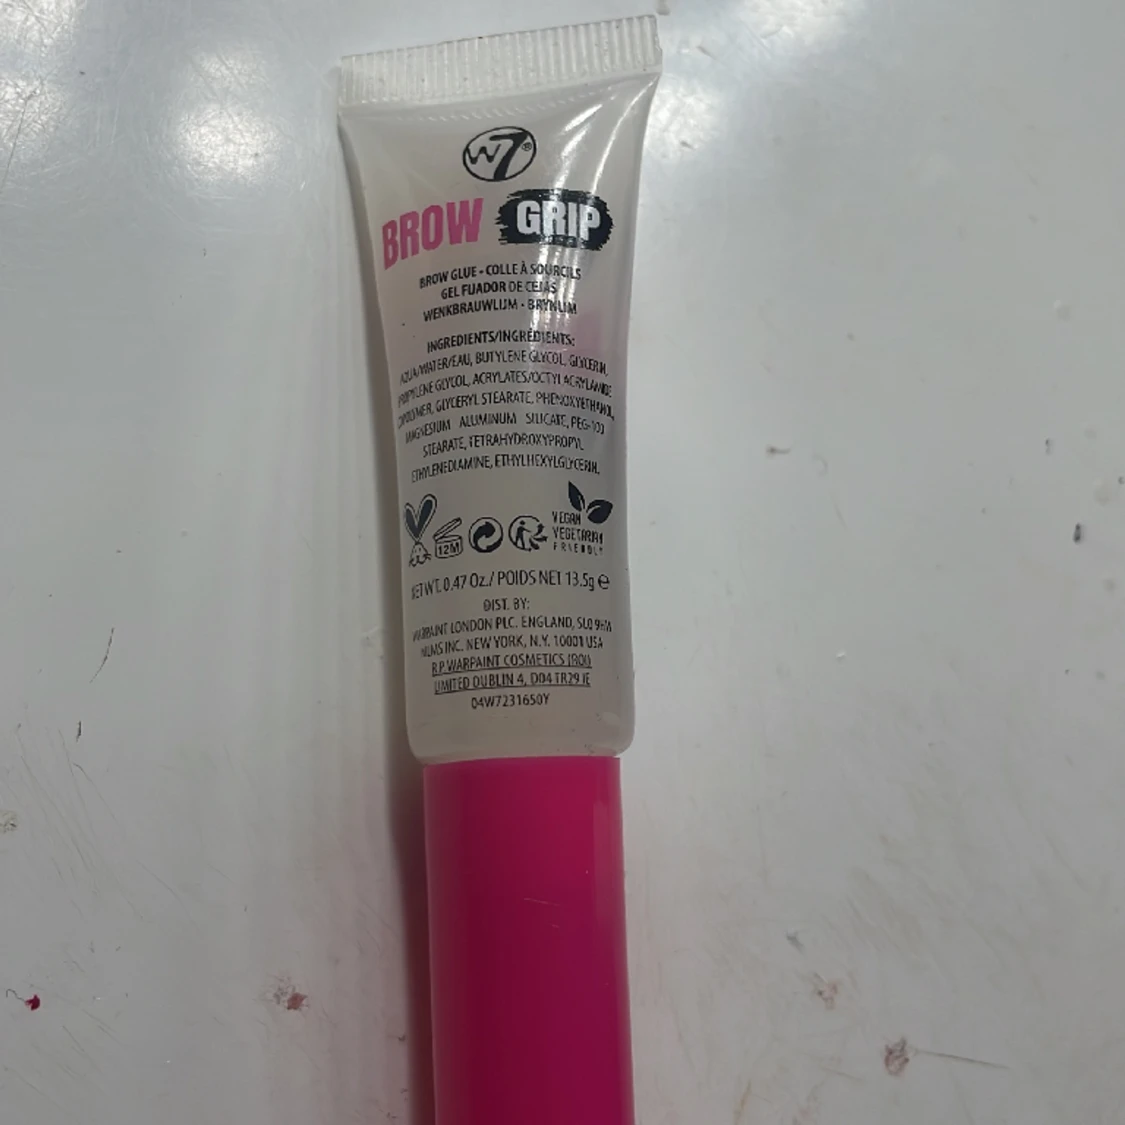 W7®
BROW GRIP
BROW GLUE - COLLE À SOURCILS
GEL FIJADOR DE CEJAS
WENKBRAUWLIJM - BRYNLIM
INGREDIENTS/INGRÉDIENTS:
AQUA/WATER/EAU, BUTYLENE GLYCOL, GLYCERIN,
PROPYLENE GLYCOL, ACRYLATES/OCTYLACRYLAMIDE
COPOLYMER, GLYCERYL STEARATE, PHENOXYETHANOL,
MAGNESIUM ALUMINUM SILICATE, PEG-100
STEARATE, TETRAHYDROXYPROPYL
ETHYLENEDIAMINE, ETHYLHEXYLGLYCERIN.
12M
VEGAN
VEGETARIAN
FRIENDLY
NET WT. 0.47 Oz./ POIDS NET 13.5g e
DIST. BY:
WARPAINT LONDON PLC. ENGLAND, SL0 9HW
INC. NEW YORK, N.Y. 10001 USA
R.P. WARPAINT COSMETICS (ROI)
LIMITED DUBLIN 4, D04 TR29 IE
04W7231650Y